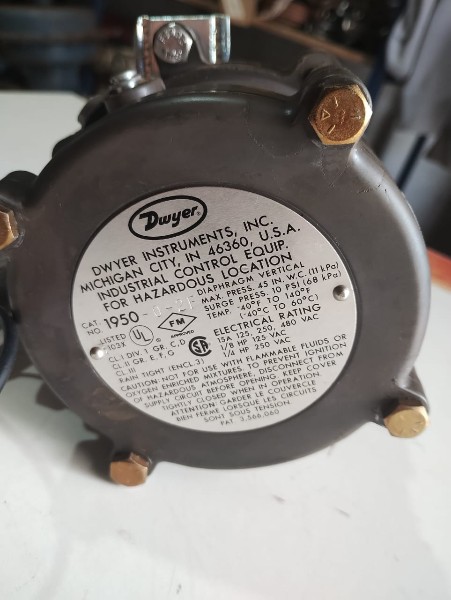 Dwyer
DWYER INSTRUMENTS, INC.
MICHIGAN CITY, IN 46360, U.S.A.
INDUSTRIAL CONTROL EQUIP.
FOR HAZARDOUS LOCATION
CAT. NO. 1950
DIAPHRAGM VERTICAL
MAX. PRESS. 45 IN. W.C. (11 kPa)
SURGE PRESS. 10 PSI (68 kPa)
TEMP. -40°F TO 140°F
(-40°C TO 60°C)
LISTED
UL
FM
APPROVED
SA
ELECTRICAL RATING
15A 125, 250, 480 VAC
1/8 HP 125 VAC
1/4 HP 250 VAC
CL. I DIV. 1 GR. C, D
CL. II GR. E, F, G
CL. III
RAIN TIGHT (ENCL. 3)
CAUTION: NOT FOR USE WITH FLAMMABLE FLUIDS OR
OXYGEN ENRICHED MIXTURES. TO PREVENT IGNITION
OF HAZARDOUS ATMOSPHERE, DISCONNECT FROM
SUPPLY CIRCUIT BEFORE OPENING. KEEP COVER
TIGHTLY CLOSED WHEN IN OPERATION.
ATTENTION: GARDER LE COUVERCLE
BIEN FERMÉ LORSQUE LES CIRCUITS
SONT SOUS TENSION
PAT. 3,566,060